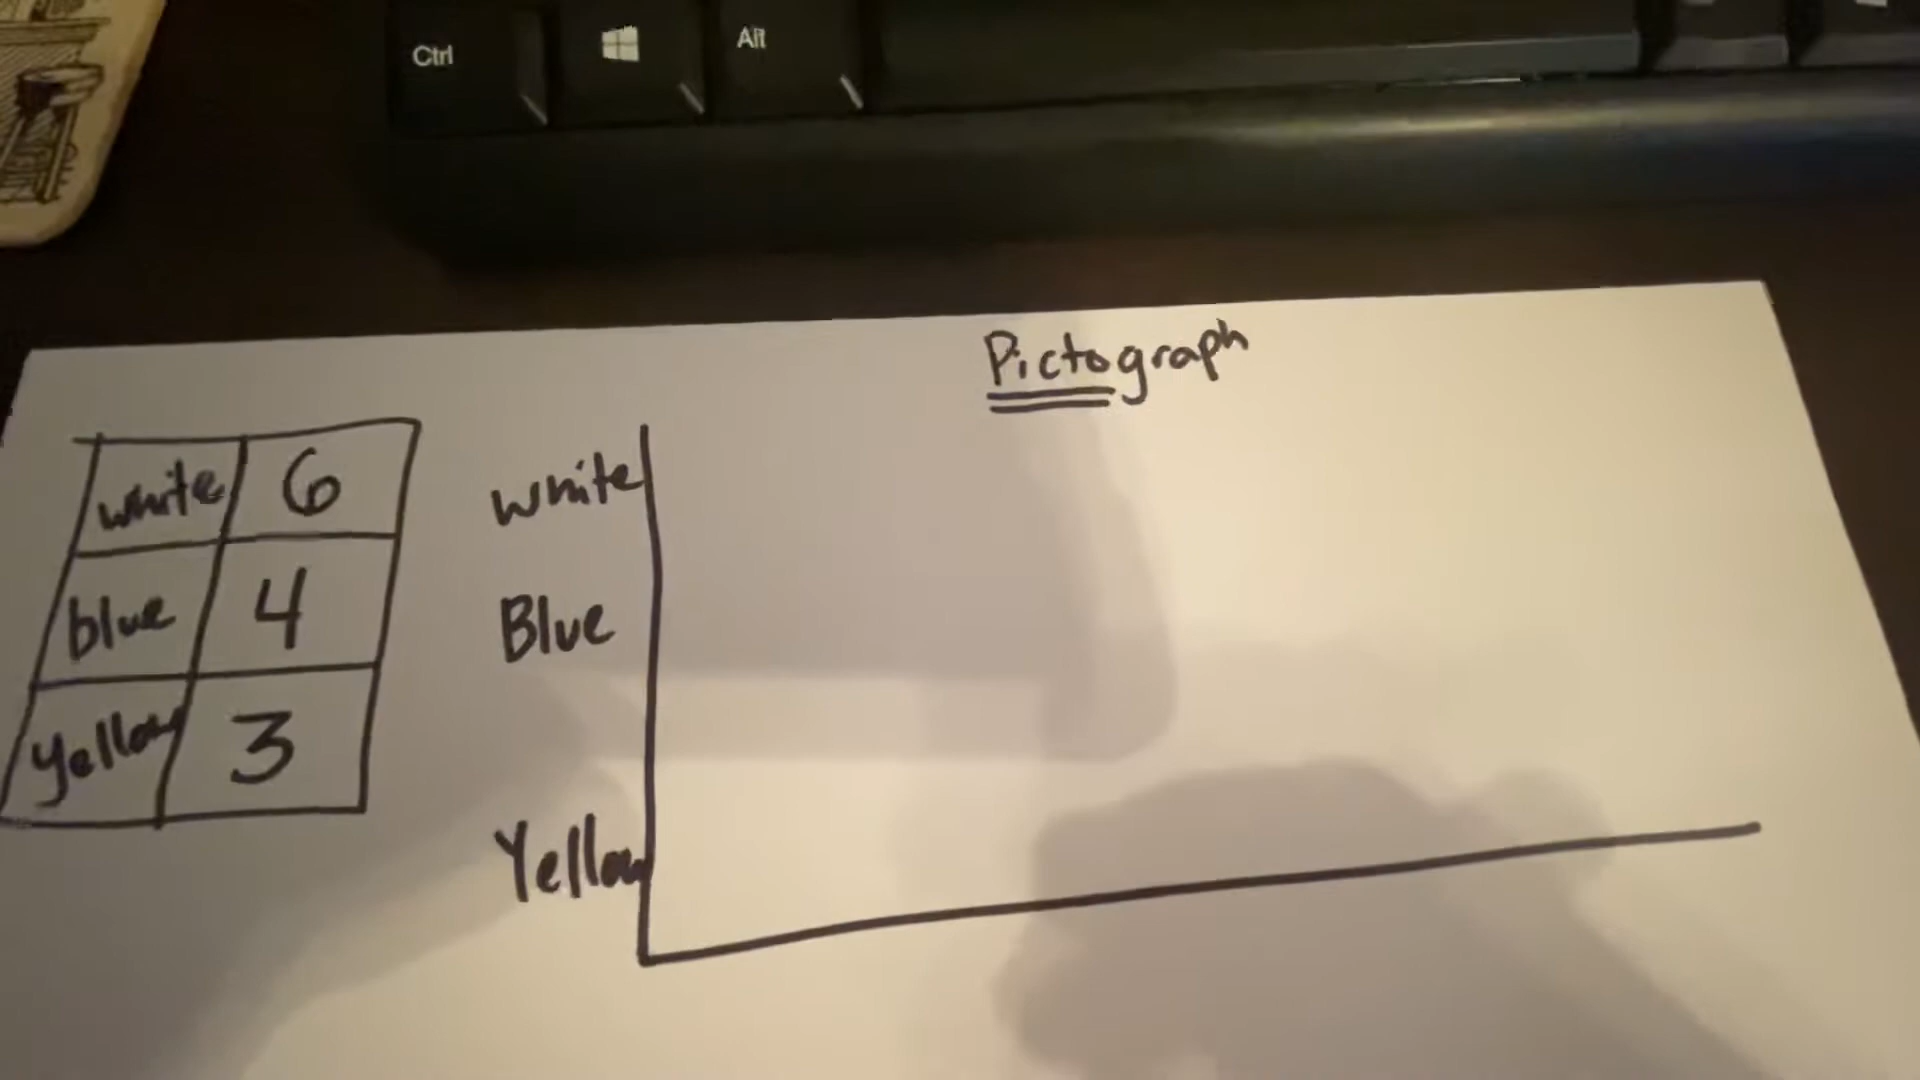 Ctrl Alt
Pictograph
white 6
blue 4
yellow 3
white
Blue
Yellow